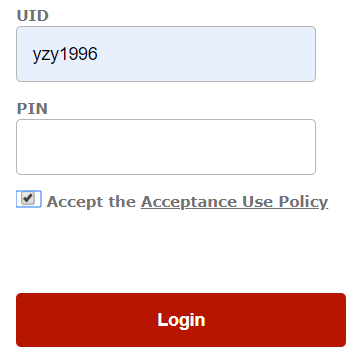 UID
yzy1996
PIN
Accept the Acceptance Use Policy
Login